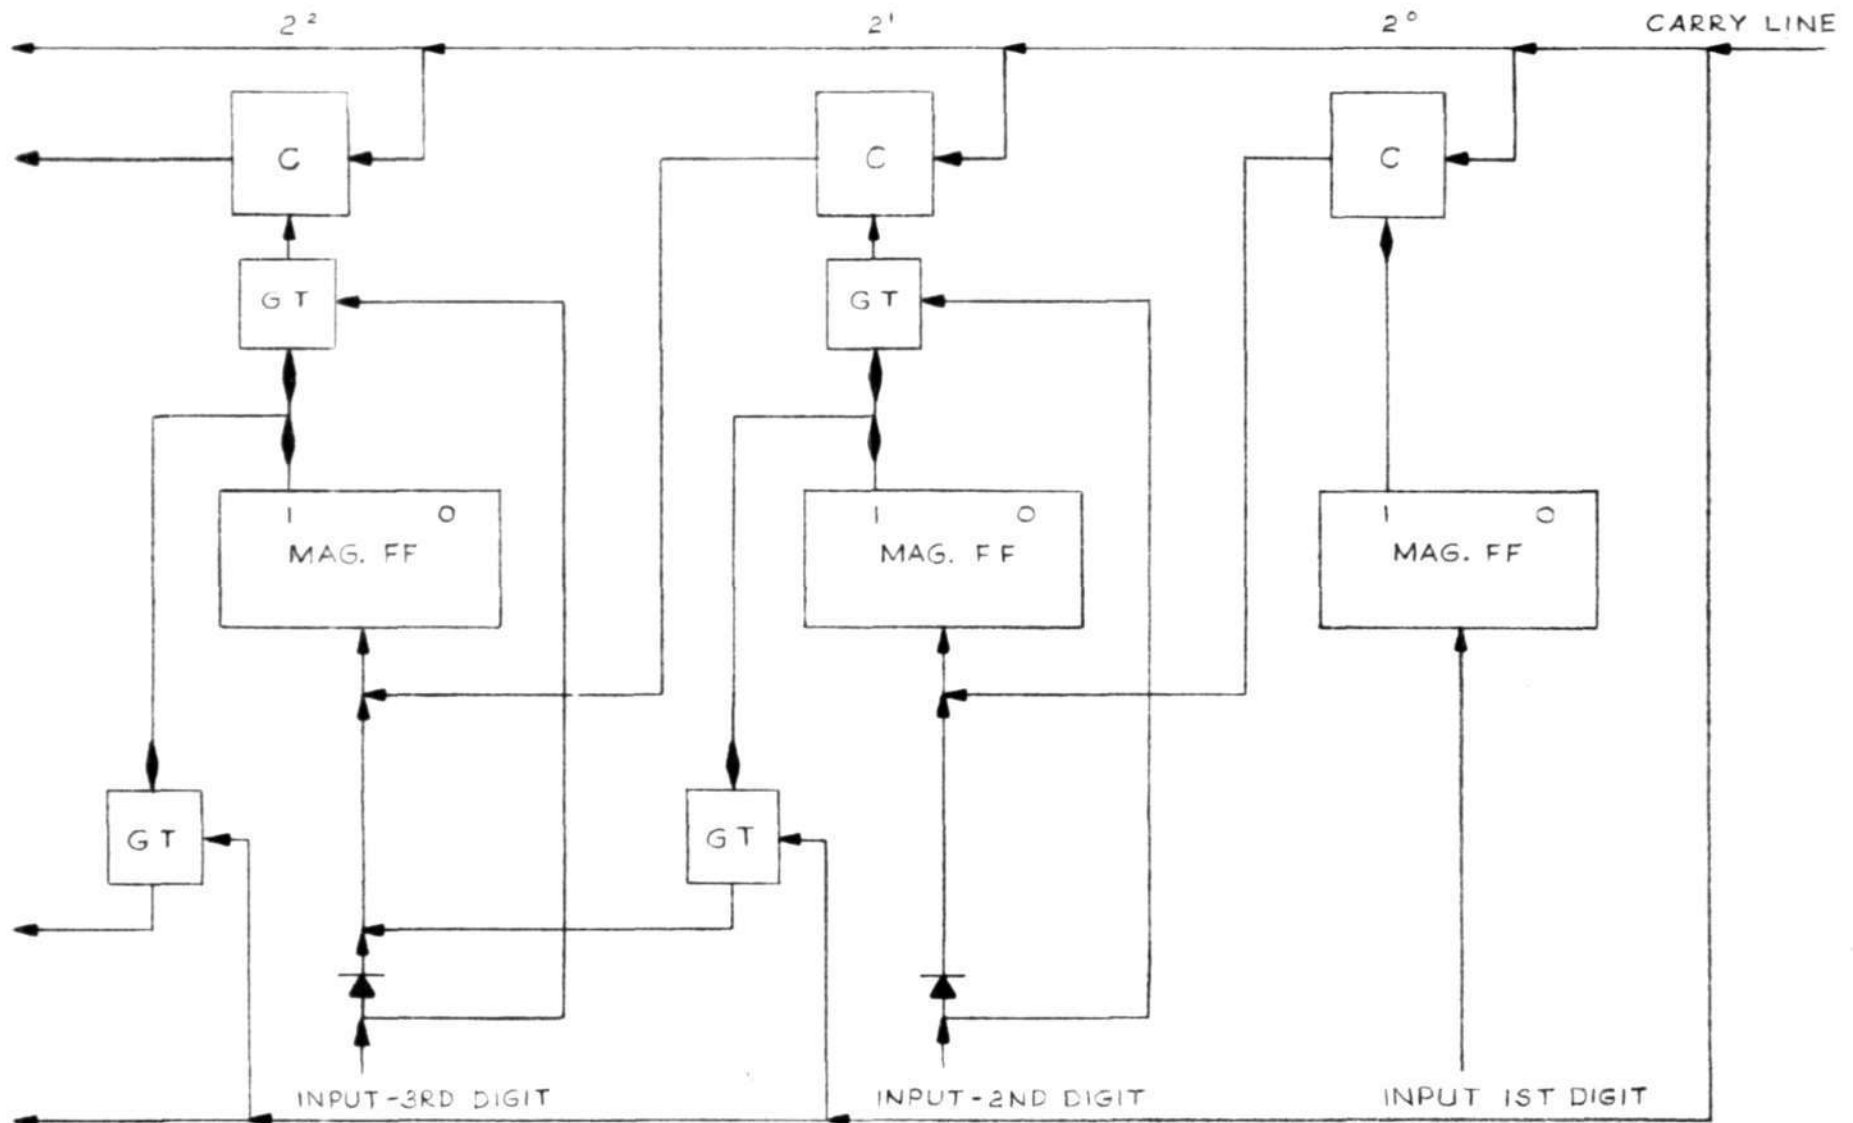 2² 2¹ 2⁰ CARRY LINE
C C C
GT GT
1 0 1 0 1 0
MAG. FF MAG. FF MAG. FF
GT GT
INPUT-3RD DIGIT INPUT-2ND DIGIT INPUT 1ST DIGIT